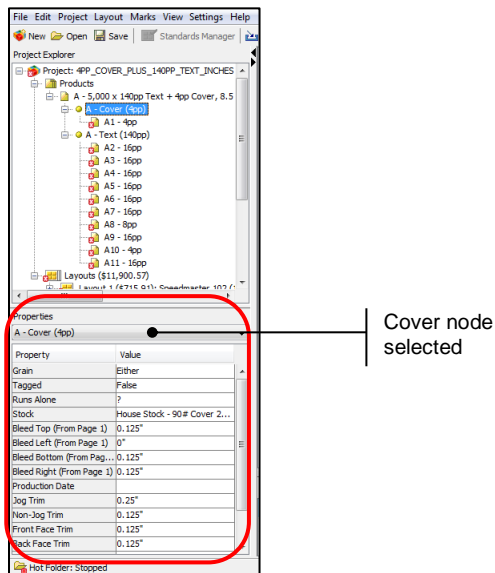 File Edit Project Layout Marks View Settings Help
New Open Save Standards Manager
Project Explorer
Project: 4PP_COVER_PLUS_140PP_TEXT_INCHES
Products
A - 5,000 x 140pp Text + 4pp Cover, 8.5
A - Cover (4pp)
A1 - 4pp
A - Text (140pp)
A2 - 16pp
A3 - 16pp
A4 - 16pp
A5 - 16pp
A6 - 16pp
A7 - 16pp
A8 - 8pp
A9 - 16pp
A10 - 4pp
A11 - 16pp
Layouts ($11,900.57)
Layout 1 ($715.91): Speedmaster 102 (
Properties
A - Cover (4pp)
Cover node
selected
Property Value
Grain Either
Tagged False
Runs Alone ?
Stock House Stock - 90# Cover 2...
Bleed Top (From Page 1) 0.125"
Bleed Left (From Page 1) 0"
Bleed Bottom (From Pag... 0.125"
Bleed Right (From Page 1) 0.125"
Production Date
Jog Trim 0.25"
Non-Jog Trim 0.125"
Front Face Trim 0.125"
Back Face Trim 0.125"
Hot Folder: Stopped